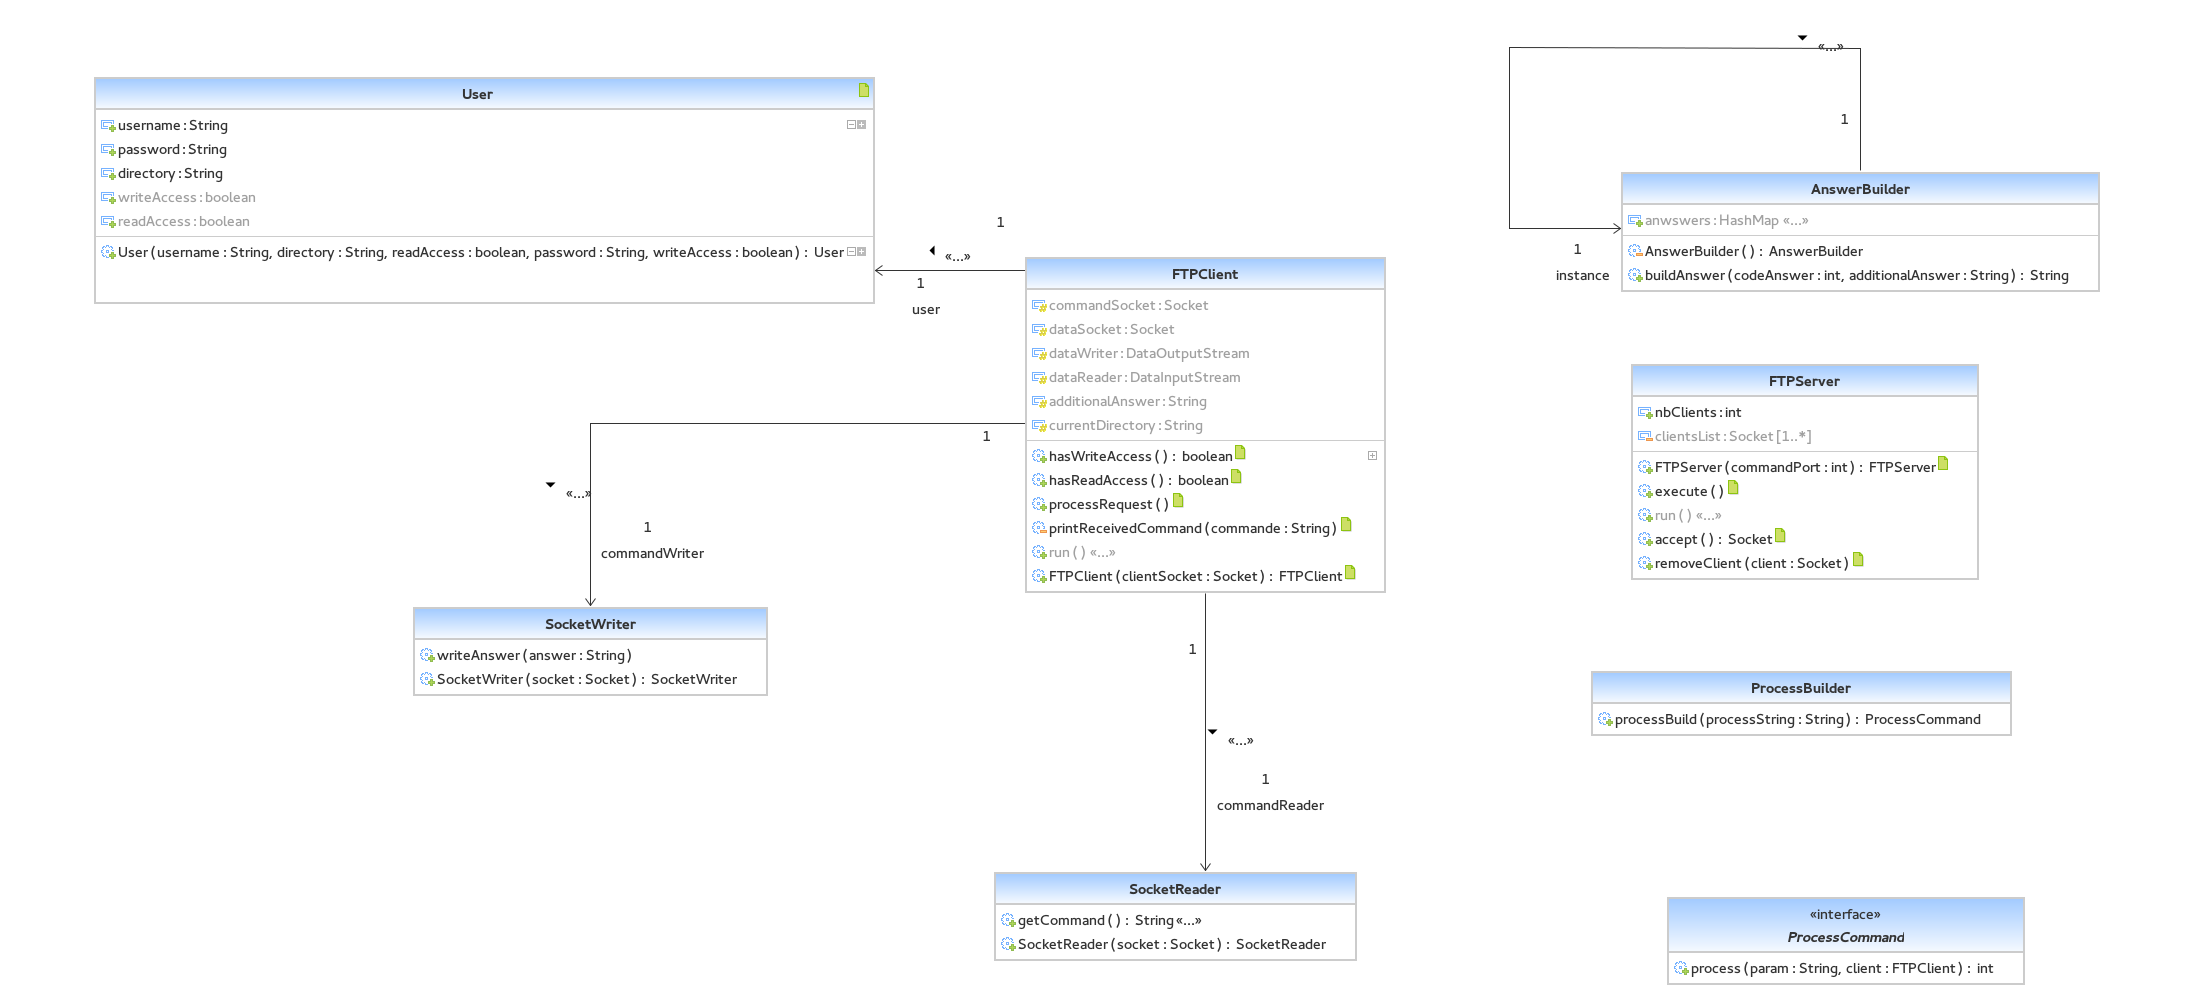 User
username : String
password : String
directory : String
writeAccess : boolean
readAccess : boolean
User (username : String, directory : String, readAccess : boolean, password : String, writeAccess : boolean) : User
1
«...»
1
user
FTPClient
commandSocket : Socket
dataSocket : Socket
dataWriter : DataOutputStream
dataReader : DataInputStream
additionalAnswer : String
currentDirectory : String
hasWriteAccess () : boolean
hasReadAccess () : boolean
processRequest ()
printReceivedCommand (commande : String)
run () «...»
FTPClient (clientSocket : Socket) : FTPClient
1
«...»
1
commandWriter
SocketWriter
writeAnswer (answer : String)
SocketWriter (socket : Socket) : SocketWriter
1
«...»
1
commandReader
SocketReader
getCommand () : String «...»
SocketReader (socket : Socket) : SocketReader
«...»
1
1
instance
AnswerBuilder
anwswers : HashMap «...»
AnswerBuilder () : AnswerBuilder
buildAnswer (codeAnswer : int, additionalAnswer : String) : String
FTPServer
nbClients : int
clientsList : Socket [1..*]
FTPServer (commandPort : int) : FTPServer
execute ()
run () «...»
accept () : Socket
removeClient (client : Socket)
ProcessBuilder
processBuild (processString : String) : ProcessCommand
«interface»
ProcessCommand
process (param : String, client : FTPClient) : int